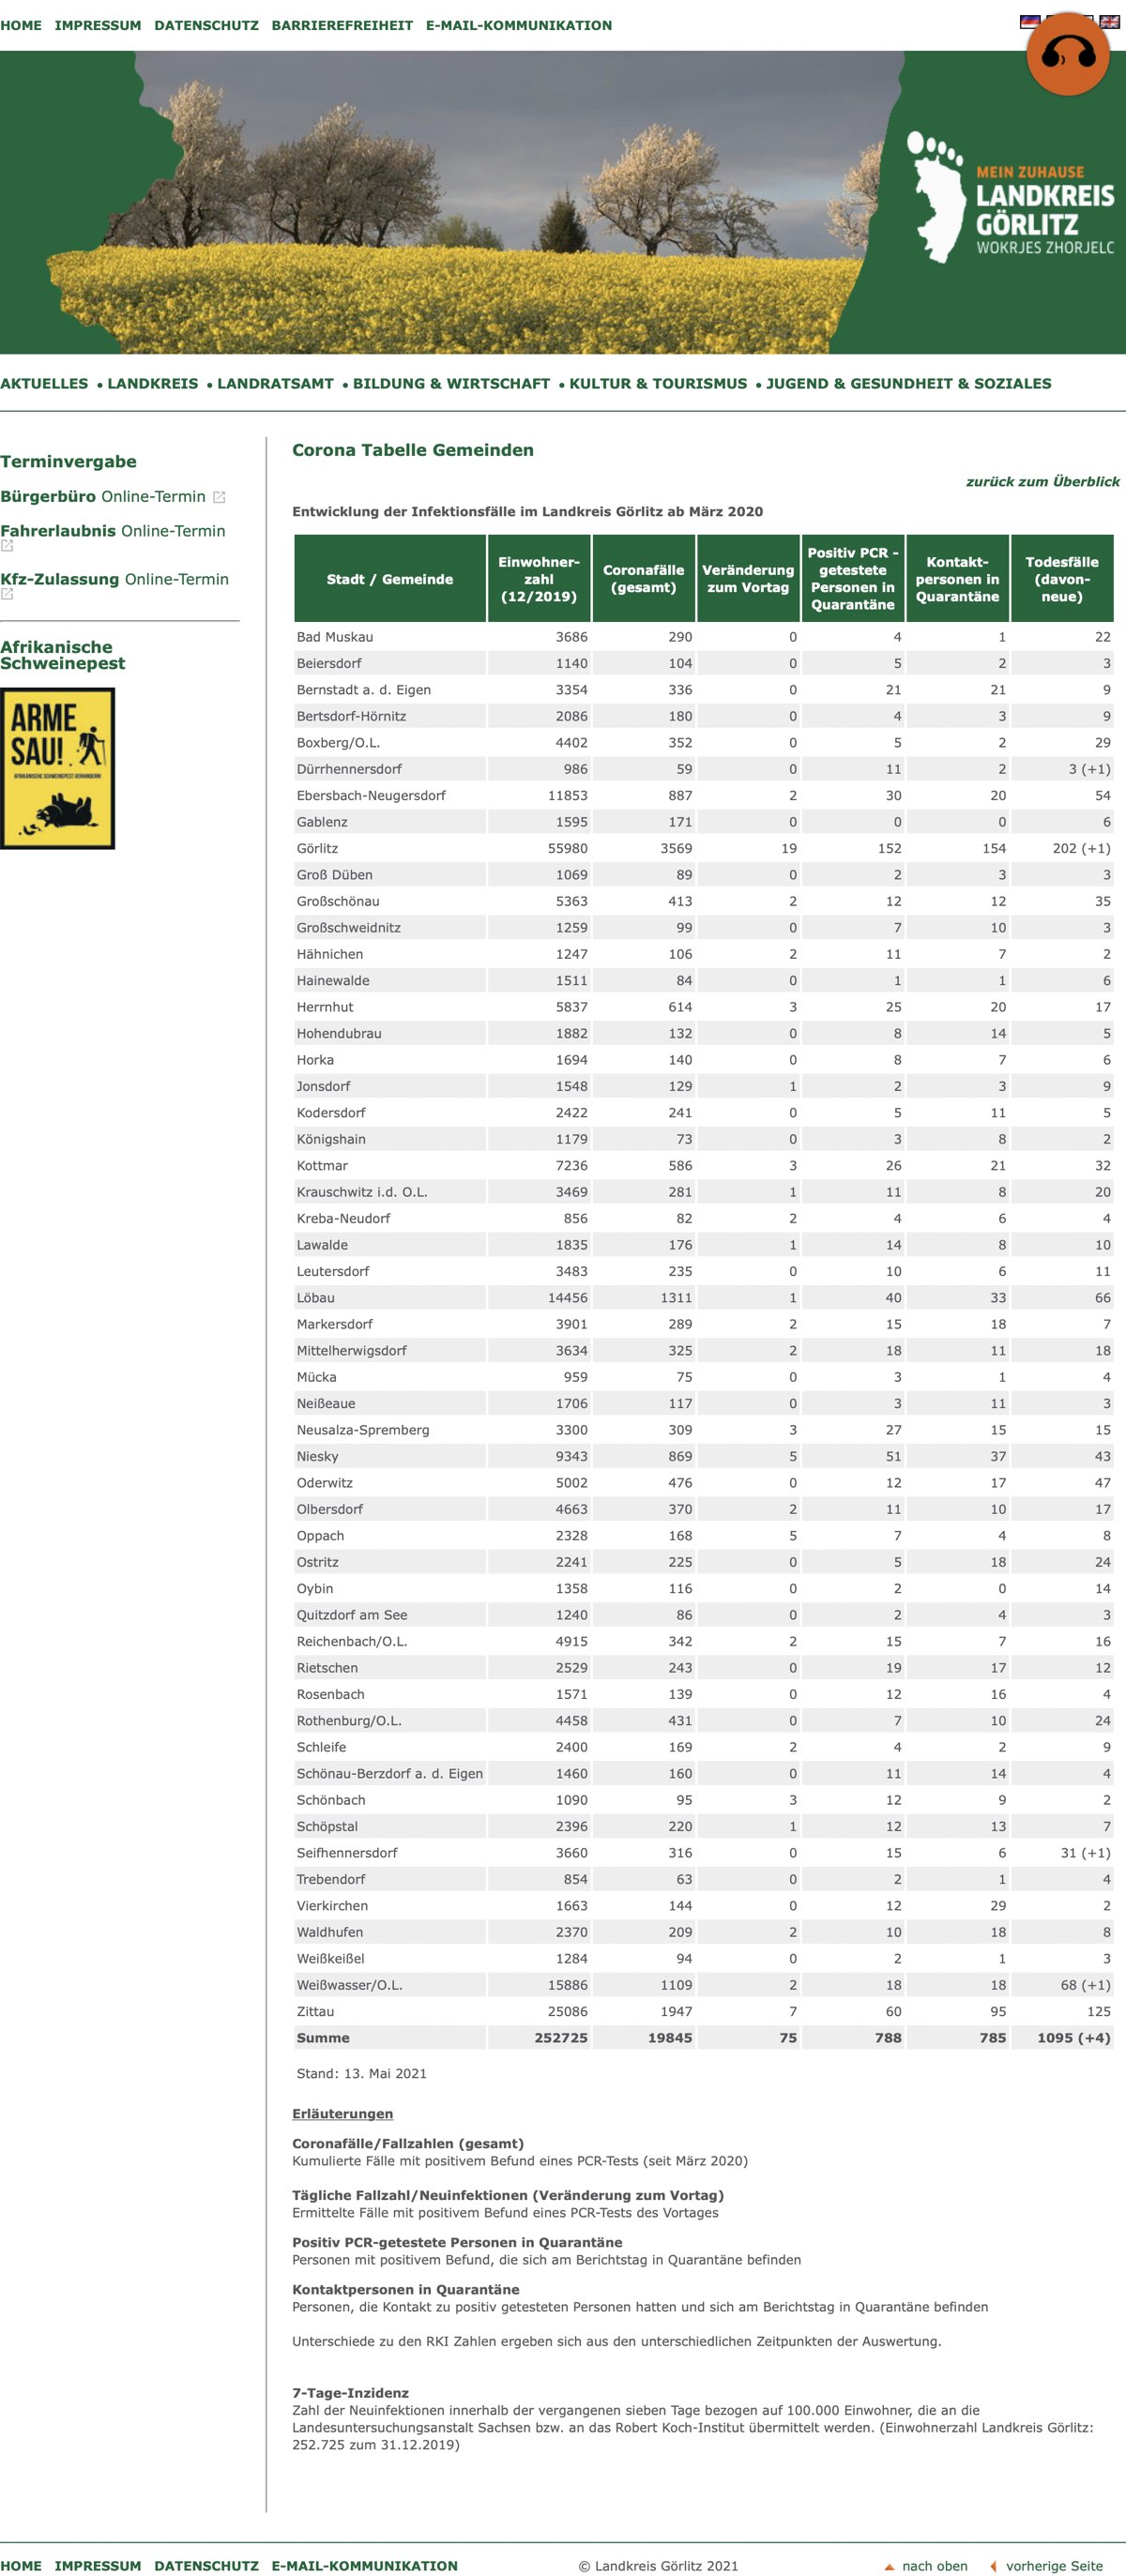 HOME IMPRESSUM DATENSCHUTZ BARRIEREFREIHEIT E-MAIL-KOMMUNIKATION
MEIN ZUHAUSE
LANDKREIS
GÖRLITZ
WOKRJES ZHORJELC
AKTUELLES • LANDKREIS • LANDRATSAMT • BILDUNG & WIRTSCHAFT • KULTUR & TOURISMUS • JUGEND & GESUNDHEIT & SOZIALES
Terminvergabe
Bürgerbüro Online-Termin
Fahrerlaubnis Online-Termin
Kfz-Zulassung Online-Termin
Afrikanische
Schweinepest
ARME
SAU!
AFRIKANISCHE SCHWEINEPEST VERHINDERN!
Corona Tabelle Gemeinden
zurück zum Überblick
Entwicklung der Infektionsfälle im Landkreis Görlitz ab März 2020
Stadt / Gemeinde Einwohner-zahl (12/2019) Coronafälle (gesamt) Veränderung zum Vortag Positiv PCR - getestete Personen in Quarantäne Kontakt-personen in Quarantäne Todesfälle (davon-neue)
Bad Muskau 3686 290 0 4 1 22
Beiersdorf 1140 104 0 5 2 3
Bernstadt a. d. Eigen 3354 336 0 21 21 9
Bertsdorf-Hörnitz 2086 180 0 4 3 9
Boxberg/O.L. 4402 352 0 5 2 29
Dürrhennersdorf 986 59 0 11 2 3 (+1)
Ebersbach-Neugersdorf 11853 887 2 30 20 54
Gablenz 1595 171 0 0 0 6
Görlitz 55980 3569 19 152 154 202 (+1)
Groß Düben 1069 89 0 2 3 3
Großschönau 5363 413 2 12 12 35
Großschweidnitz 1259 99 0 7 10 3
Hähnichen 1247 106 2 11 7 2
Hainewalde 1511 84 0 1 1 6
Herrnhut 5837 614 3 25 20 17
Hohendubrau 1882 132 0 8 14 5
Horka 1694 140 0 8 7 6
Jonsdorf 1548 129 1 2 3 9
Kodersdorf 2422 241 0 5 11 5
Königshain 1179 73 0 3 8 2
Kottmar 7236 586 3 26 21 32
Krauschwitz i.d. O.L. 3469 281 1 11 8 20
Kreba-Neudorf 856 82 2 4 6 4
Lawalde 1835 176 1 14 8 10
Leutersdorf 3483 235 0 10 6 11
Löbau 14456 1311 1 40 33 66
Markersdorf 3901 289 2 15 18 7
Mittelherwigsdorf 3634 325 2 18 11 18
Mücka 959 75 0 3 1 4
Neißeaue 1706 117 0 3 11 3
Neusalza-Spremberg 3300 309 3 27 15 15
Niesky 9343 869 5 51 37 43
Oderwitz 5002 476 0 12 17 47
Olbersdorf 4663 370 2 11 10 17
Oppach 2328 168 5 7 4 8
Ostritz 2241 225 0 5 18 24
Oybin 1358 116 0 2 0 14
Quitzdorf am See 1240 86 0 2 4 3
Reichenbach/O.L. 4915 342 2 15 7 16
Rietschen 2529 243 0 19 17 12
Rosenbach 1571 139 0 12 16 4
Rothenburg/O.L. 4458 431 0 7 10 24
Schleife 2400 169 2 4 2 9
Schönau-Berzdorf a. d. Eigen 1460 160 0 11 14 4
Schönbach 1090 95 3 12 9 2
Schöpstal 2396 220 1 12 13 7
Seifhennersdorf 3660 316 0 15 6 31 (+1)
Trebendorf 854 63 0 2 1 4
Vierkirchen 1663 144 0 12 29 2
Waldhufen 2370 209 2 10 18 8
Weißkeißel 1284 94 0 2 1 3
Weißwasser/O.L. 15886 1109 2 18 18 68 (+1)
Zittau 25086 1947 7 60 95 125
Summe 252725 19845 75 788 785 1095 (+4)
Stand: 13. Mai 2021
Erläuterungen
Coronafälle/Fallzahlen (gesamt)
Kumulierte Fälle mit positivem Befund eines PCR-Tests (seit März 2020)
Tägliche Fallzahl/Neuinfektionen (Veränderung zum Vortag)
Ermittelte Fälle mit positivem Befund eines PCR-Tests des Vortages
Positiv PCR-getestete Personen in Quarantäne
Personen mit positivem Befund, die sich am Berichtstag in Quarantäne befinden
Kontaktpersonen in Quarantäne
Personen, die Kontakt zu positiv getesteten Personen hatten und sich am Berichtstag in Quarantäne befinden
Unterschiede zu den RKI Zahlen ergeben sich aus den unterschiedlichen Zeitpunkten der Auswertung.
7-Tage-Inzidenz
Zahl der Neuinfektionen innerhalb der vergangenen sieben Tage bezogen auf 100.000 Einwohner, die an die
Landesuntersuchungsanstalt Sachsen bzw. an das Robert Koch-Institut übermittelt werden. (Einwohnerzahl Landkreis Görlitz:
252.725 zum 31.12.2019)
HOME IMPRESSUM DATENSCHUTZ E-MAIL-KOMMUNIKATION © Landkreis Görlitz 2021 nach oben vorherige Seite